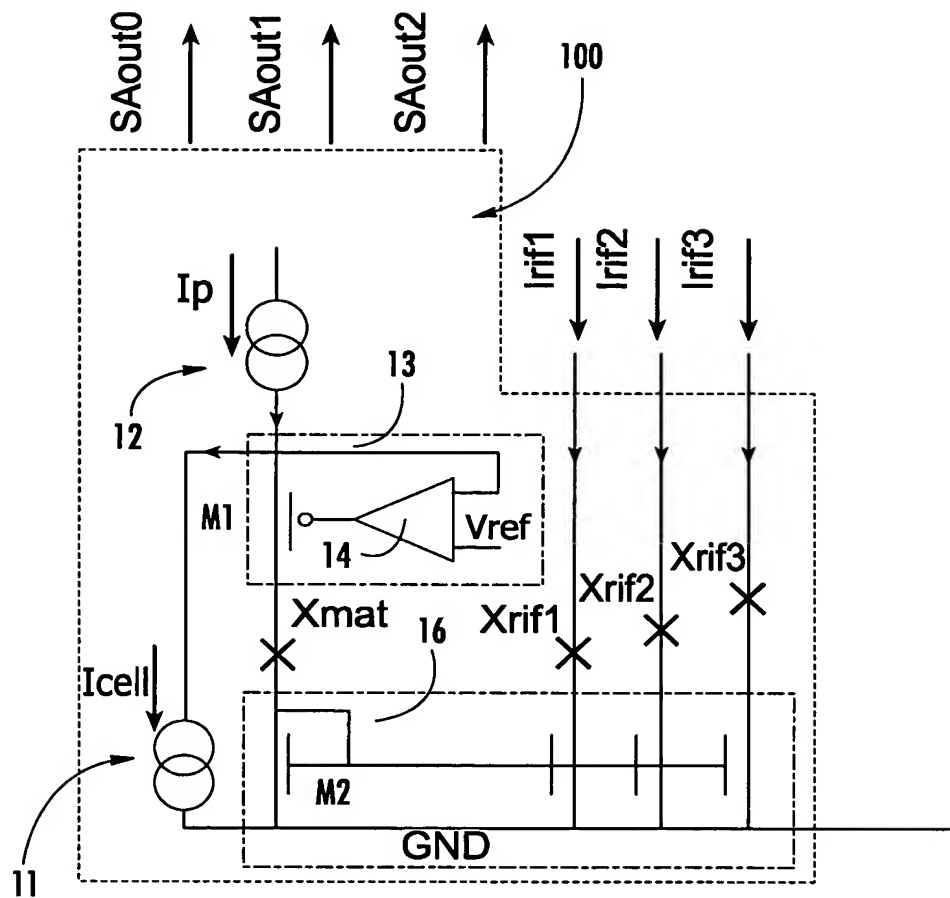 SAout0
SAout1
SAout2
100
Irif1
Irif2
Irif3
Ip
12
13
M1
14
Vref
Xmat
Xrif1
Xrif2
Xrif3
16
Icell
M2
GND
11